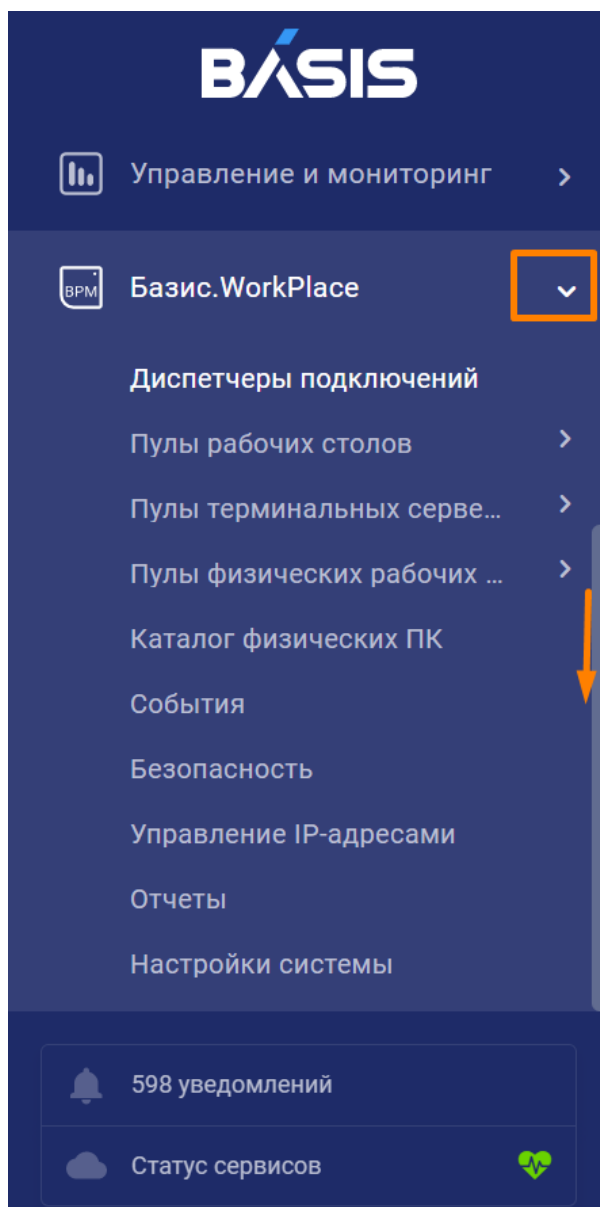 BÁSIS
Управление и мониторинг
BPM
Базис.WorkPlace
Диспетчеры подключений
Пулы рабочих столов
Пулы терминальных серве...
Пулы физических рабочих ...
Каталог физических ПК
События
Безопасность
Управление IP-адресами
Отчеты
Настройки системы
598 уведомлений
Статус сервисов